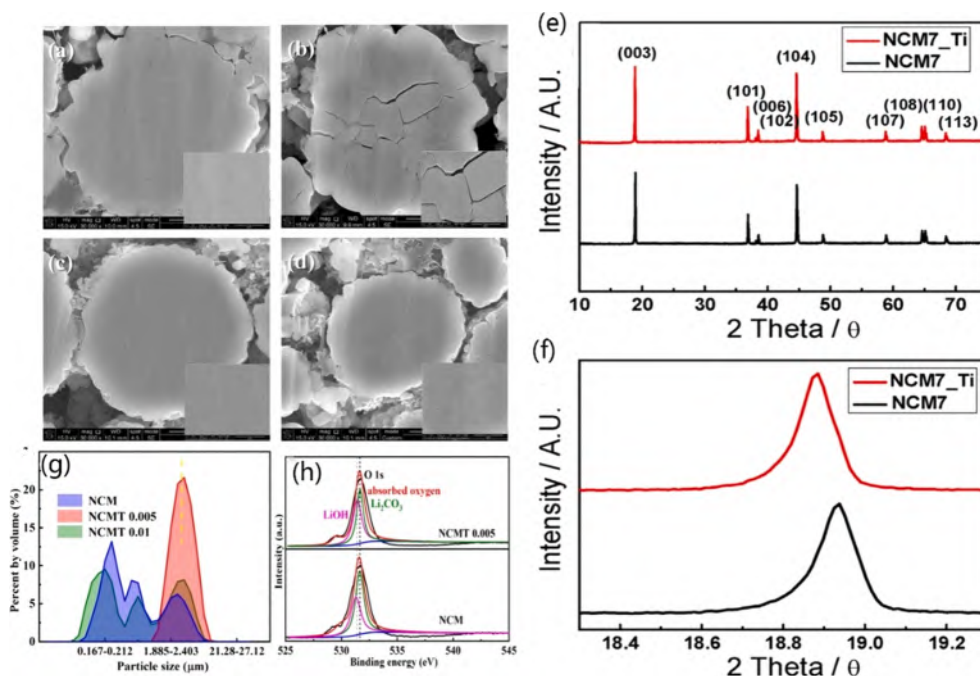 (a)
(b)
(c)
(d)
(e)
NCM7_Ti
NCM7
(003)
(101)
(006)
(102)
(104)
(105)
(107)
(108)
(110)
(113)
Intensity / A.U.
10 20 30 40 50 60 70
2 Theta / θ
(f)
NCM7_Ti
NCM7
Intensity / A.U.
18.4 18.6 18.8 19.0 19.2
2 Theta / θ
(g)
NCM
NCMT 0.005
NCMT 0.01
Percent by volume (%)
20
15
10
5
0
0.167-0.212 1.885-2.403 21.28-27.12
Particle size (μm)
(h)
O 1s
absorbed oxygen
LiOH
Li₂CO₃
NCMT 0.005
NCM
Intensity (a.u.)
525 530 535 540 545
Binding energy (eV)